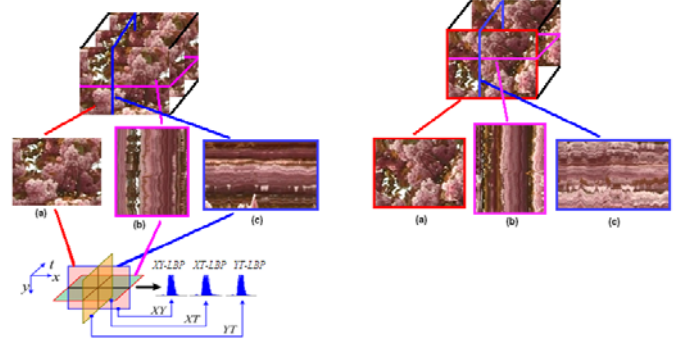 (a)
(b)
(c)
(a)
(b)
(c)
t
x
y
XY-LBP XT-LBP YT-LBP
XY
XT
YT